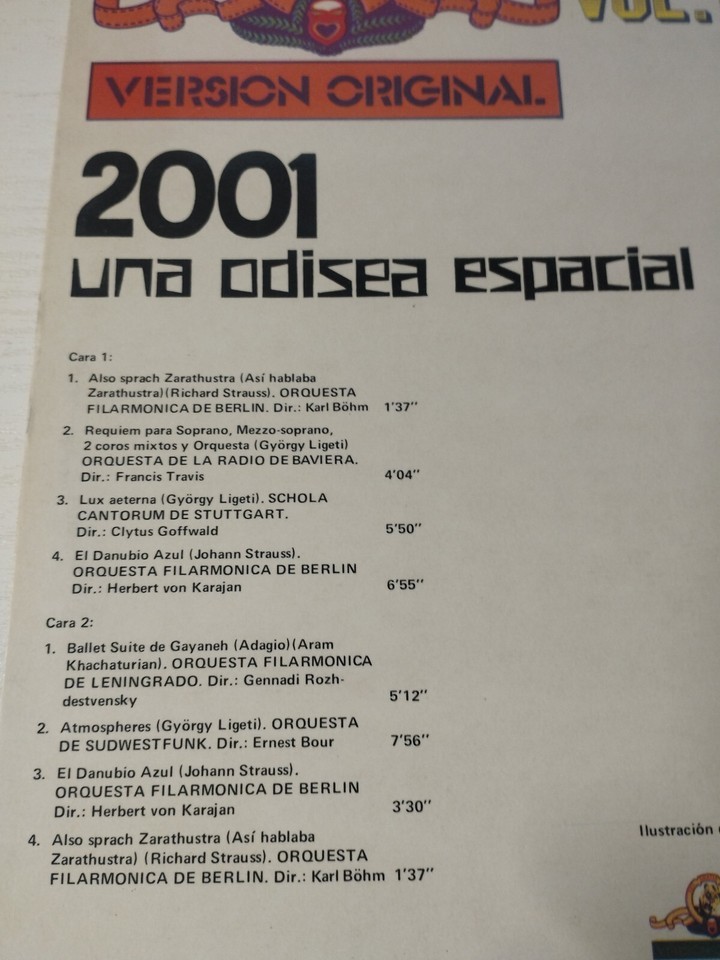 VOL.
VERSION ORIGINAL
2001
una odisea espacial
Cara 1:
1. Also sprach Zarathustra (Así hablaba
Zarathustra)(Richard Strauss). ORQUESTA
FILARMONICA DE BERLIN. Dir.: Karl Böhm 1'37''
2. Requiem para Soprano, Mezzo-soprano,
2 coros mixtos y Orquesta (György Ligeti)
ORQUESTA DE LA RADIO DE BAVIERA.
Dir.: Francis Travis 4'04''
3. Lux aeterna (György Ligeti). SCHOLA
CANTORUM DE STUTTGART.
Dir.: Clytus Goffwald 5'50''
4. El Danubio Azul (Johann Strauss).
ORQUESTA FILARMONICA DE BERLIN
Dir.: Herbert von Karajan 6'55''
Cara 2:
1. Ballet Suite de Gayaneh (Adagio)(Aram
Khachaturian). ORQUESTA FILARMONICA
DE LENINGRADO. Dir.: Gennadi Rozh-
destvensky 5'12''
2. Atmospheres (György Ligeti). ORQUESTA
DE SUDWESTFUNK. Dir.: Ernest Bour 7'56''
3. El Danubio Azul (Johann Strauss).
ORQUESTA FILARMONICA DE BERLIN
Dir.: Herbert von Karajan 3'30''
Ilustración
4. Also sprach Zarathustra (Así hablaba
Zarathustra) (Richard Strauss). ORQUESTA
FILARMONICA DE BERLIN. Dir.: Karl Böhm 1'37''